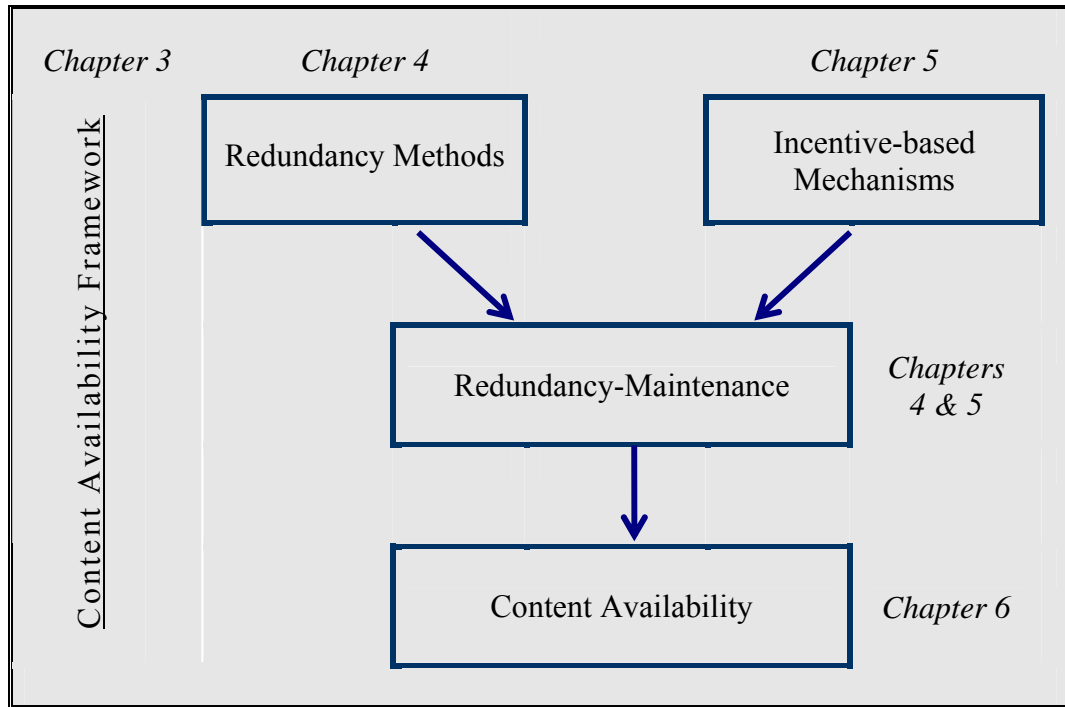 Chapter 3
Chapter 4
Chapter 5
Content Availability Framework
Redundancy Methods
Incentive-based
Mechanisms
Redundancy-Maintenance
Chapters
4 & 5
Content Availability
Chapter 6